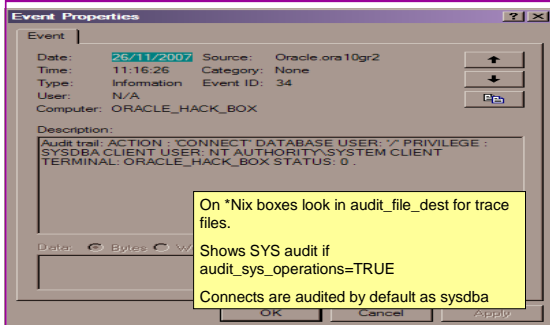 Event Properties
Event
Date: 26/11/2007 Source: Oracle.ora10gr2
Time: 11:16:26 Category: None
Type: Information Event ID: 34
User: N/A
Computer: ORACLE_HACK_BOX
Description:
Audit trail: ACTION : 'CONNECT' DATABASE USER: '/' PRIVILEGE :
SYSDBA CLIENT USER: NT AUTHORITY\SYSTEM CLIENT
TERMINAL: ORACLE_HACK_BOX STATUS: 0 .
On *Nix boxes look in audit_file_dest for trace
files.
Shows SYS audit if
audit_sys_operations=TRUE
Connects are audited by default as sysdba
Data: Bytes
OK Cancel Apply